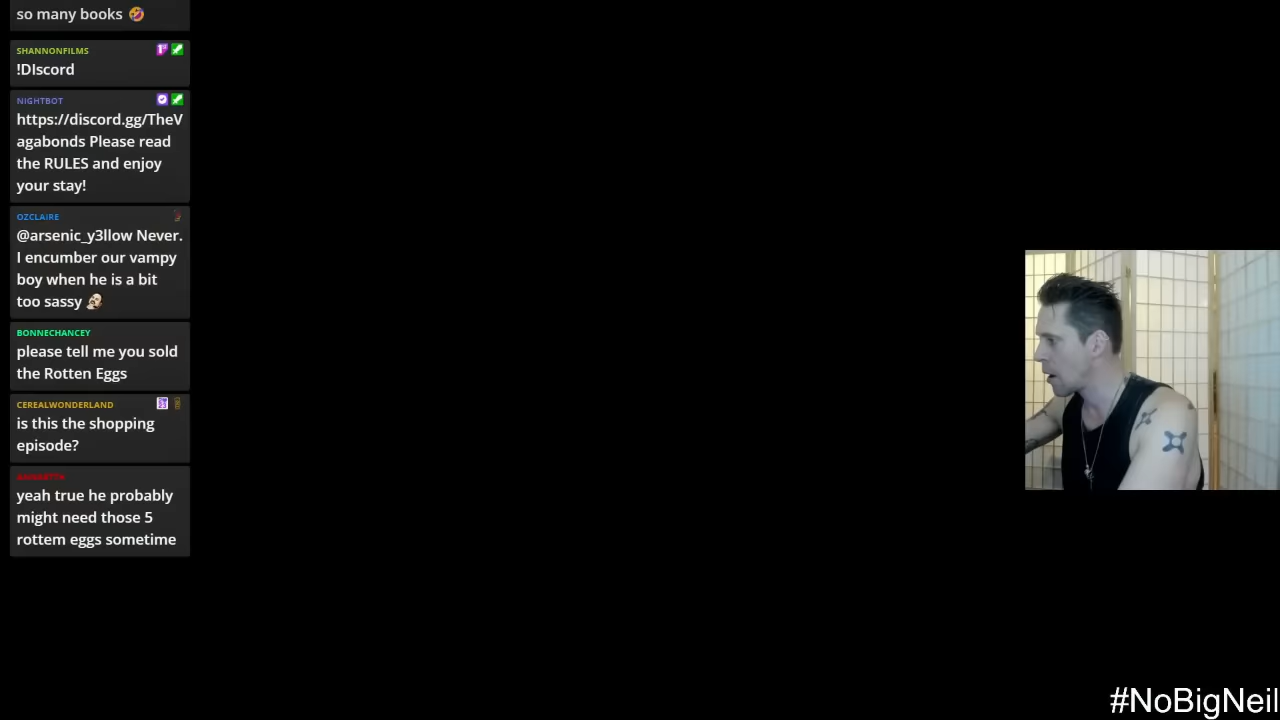 so many books
SHANNONFILMS
!DIscord
NIGHTBOT
https://discord.gg/TheV
agabonds Please read
the RULES and enjoy
your stay!
OZCLAIRE
@arsenic_y3llow Never.
I encumber our vampy
boy when he is a bit
too sassy
BONNECHANCEY
please tell me you sold
the Rotten Eggs
CEREALWONDERLAND
is this the shopping
episode?
yeah true he probably
might need those 5
rottem eggs sometime
#NoBigNeil